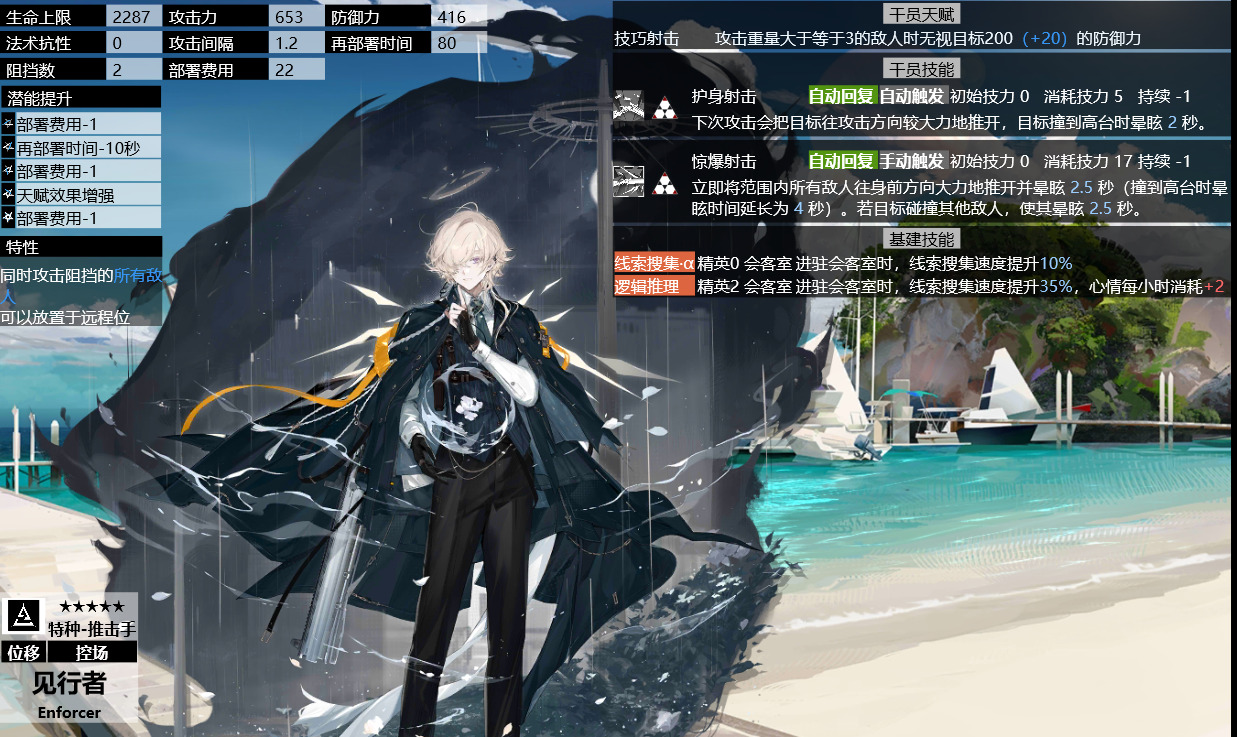 生命上限 2287 攻击力 653 防御力 416
法术抗性 0 攻击间隔 1.2 再部署时间 80
阻挡数 2 部署费用 22
潜能提升
部署费用-1
再部署时间-10秒
部署费用-1
天赋效果增强
部署费用-1
特性
同时攻击阻挡的所有敌
人
可以放置于远程位
干员天赋
技巧射击 攻击重量大于等于3的敌人时无视目标200（+20）的防御力
干员技能
护身射击 自动回复 自动触发 初始技力 0 消耗技力 5 持续 -1
下次攻击会把目标往攻击方向较大力地推开，目标撞到高台时晕眩 2 秒。
惊爆射击 自动回复 手动触发 初始技力 0 消耗技力 17 持续 -1
立即将范围内所有敌人往身前方向大力地推开并晕眩 2.5 秒（撞到高台时晕
眩时间延长为 4 秒）。若目标碰撞其他敌人，使其晕眩 2.5 秒。
基建技能
线索搜集·α 精英0 会客室 进驻会客室时，线索搜集速度提升10%
逻辑推理 精英2 会客室 进驻会客室时，线索搜集速度提升35%，心情每小时消耗+2
★★★★★
特种-推击手
位移 控场
见行者
Enforcer